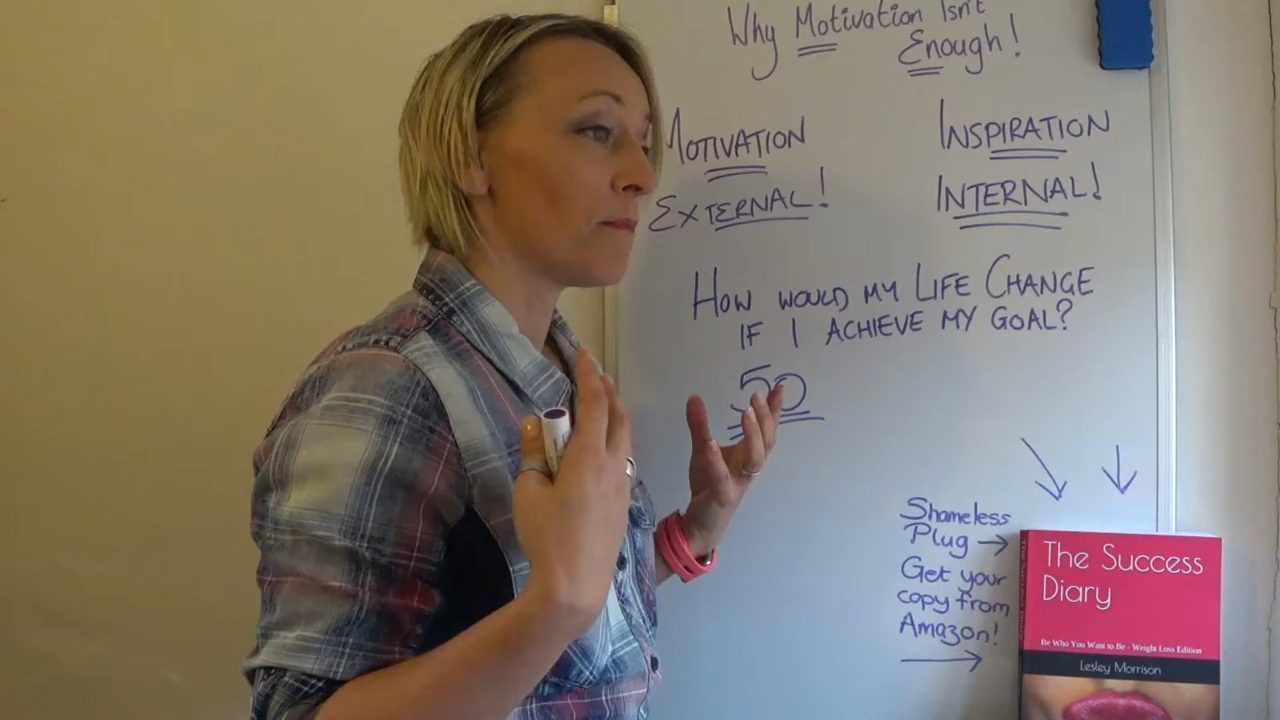 Why Motivation Isn't
Enough!
MOTIVATION
EXTERNAL!
INSPIRATION
INTERNAL!
HOW WOULD MY LIFE CHANGE
IF I ACHIEVE MY GOAL?
50
Shameless
Plug →
Get your
copy from
Amazon!
The Success
Diary
Be Who You Want to Be - Weight Loss Edition
Lesley Morrison